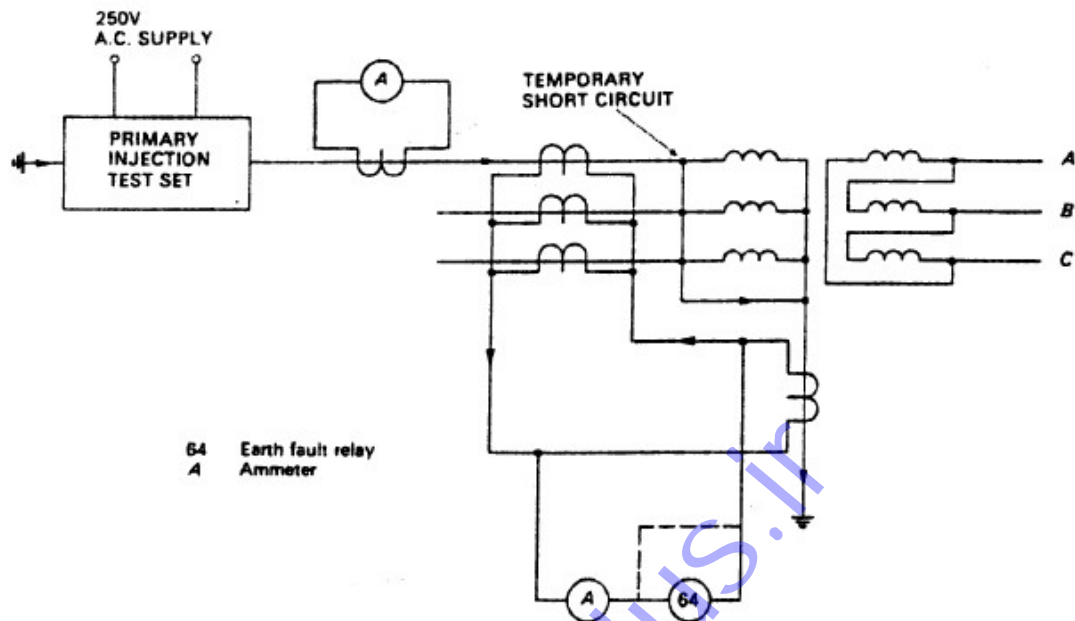 250V
A.C. SUPPLY
PRIMARY
INJECTION
TEST SET
A
TEMPORARY
SHORT CIRCUIT
A
B
C
64 Earth fault relay
A Ammeter
A
64